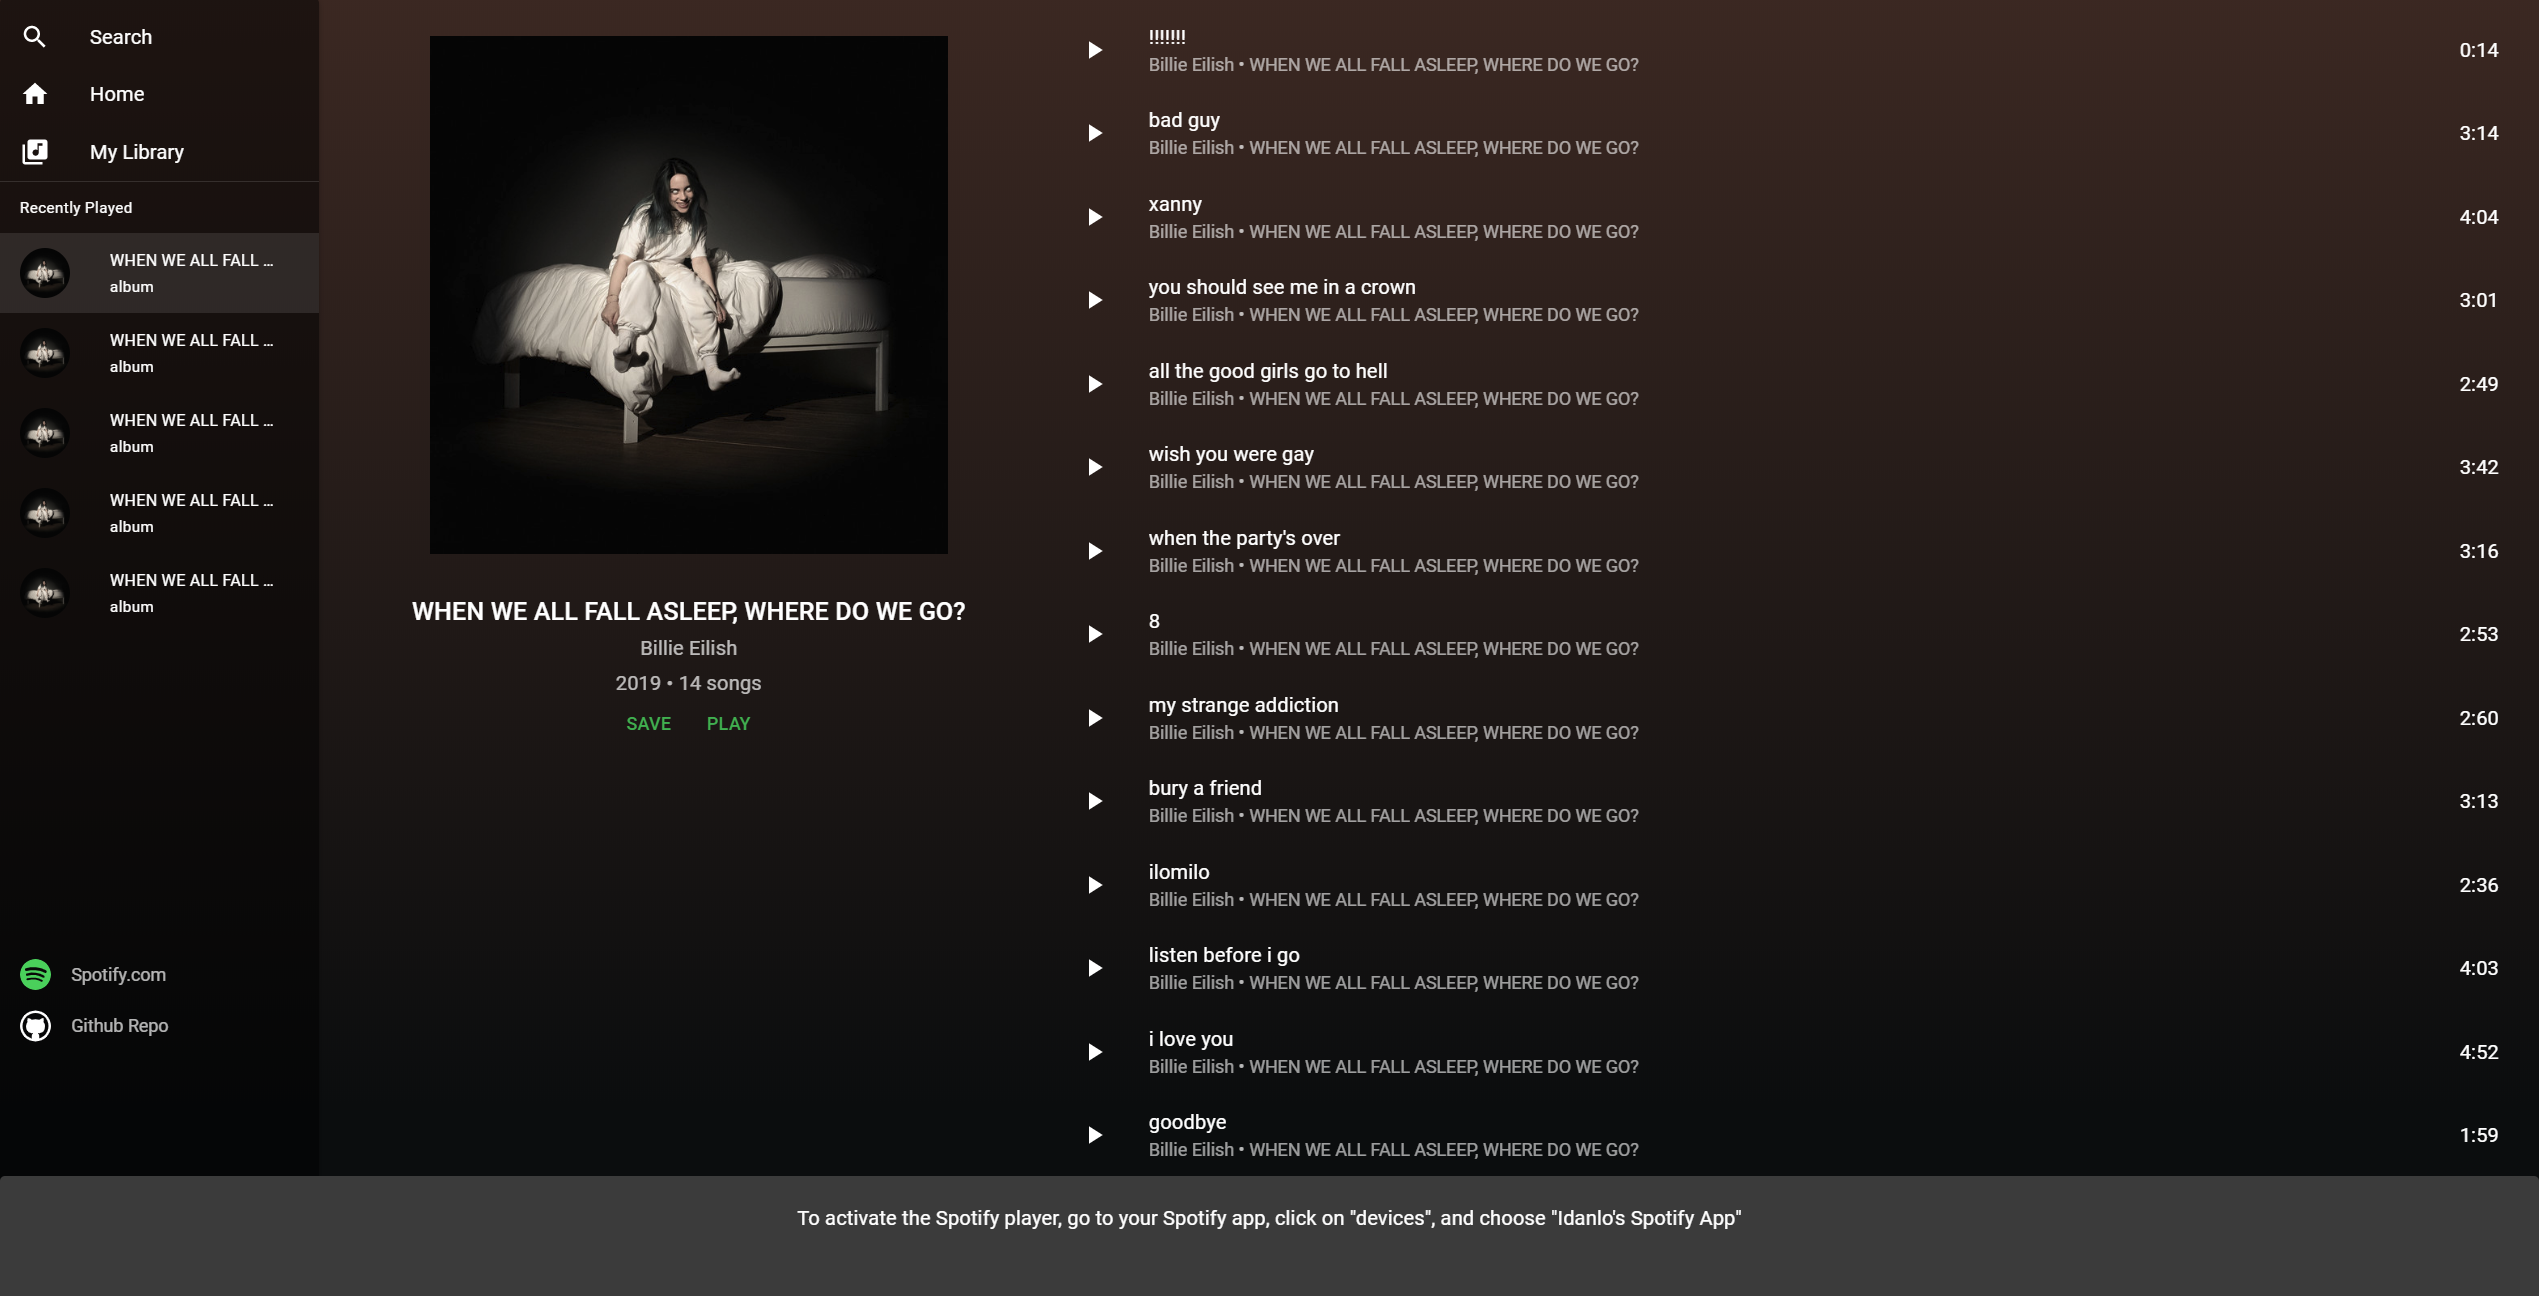 Search
Home
My Library
Recently Played
WHEN WE ALL FALL ...
album
WHEN WE ALL FALL ...
album
WHEN WE ALL FALL ...
album
WHEN WE ALL FALL ...
album
WHEN WE ALL FALL ...
album
Spotify.com
Github Repo
WHEN WE ALL FALL ASLEEP, WHERE DO WE GO?
Billie Eilish
2019 • 14 songs
SAVE PLAY
!!!!!!!
Billie Eilish • WHEN WE ALL FALL ASLEEP, WHERE DO WE GO?
0:14
bad guy
Billie Eilish • WHEN WE ALL FALL ASLEEP, WHERE DO WE GO?
3:14
xanny
Billie Eilish • WHEN WE ALL FALL ASLEEP, WHERE DO WE GO?
4:04
you should see me in a crown
Billie Eilish • WHEN WE ALL FALL ASLEEP, WHERE DO WE GO?
3:01
all the good girls go to hell
Billie Eilish • WHEN WE ALL FALL ASLEEP, WHERE DO WE GO?
2:49
wish you were gay
Billie Eilish • WHEN WE ALL FALL ASLEEP, WHERE DO WE GO?
3:42
when the party's over
Billie Eilish • WHEN WE ALL FALL ASLEEP, WHERE DO WE GO?
3:16
8
Billie Eilish • WHEN WE ALL FALL ASLEEP, WHERE DO WE GO?
2:53
my strange addiction
Billie Eilish • WHEN WE ALL FALL ASLEEP, WHERE DO WE GO?
2:60
bury a friend
Billie Eilish • WHEN WE ALL FALL ASLEEP, WHERE DO WE GO?
3:13
ilomilo
Billie Eilish • WHEN WE ALL FALL ASLEEP, WHERE DO WE GO?
2:36
listen before i go
Billie Eilish • WHEN WE ALL FALL ASLEEP, WHERE DO WE GO?
4:03
i love you
Billie Eilish • WHEN WE ALL FALL ASLEEP, WHERE DO WE GO?
4:52
goodbye
Billie Eilish • WHEN WE ALL FALL ASLEEP, WHERE DO WE GO?
1:59
To activate the Spotify player, go to your Spotify app, click on "devices", and choose "Idanlo's Spotify App"